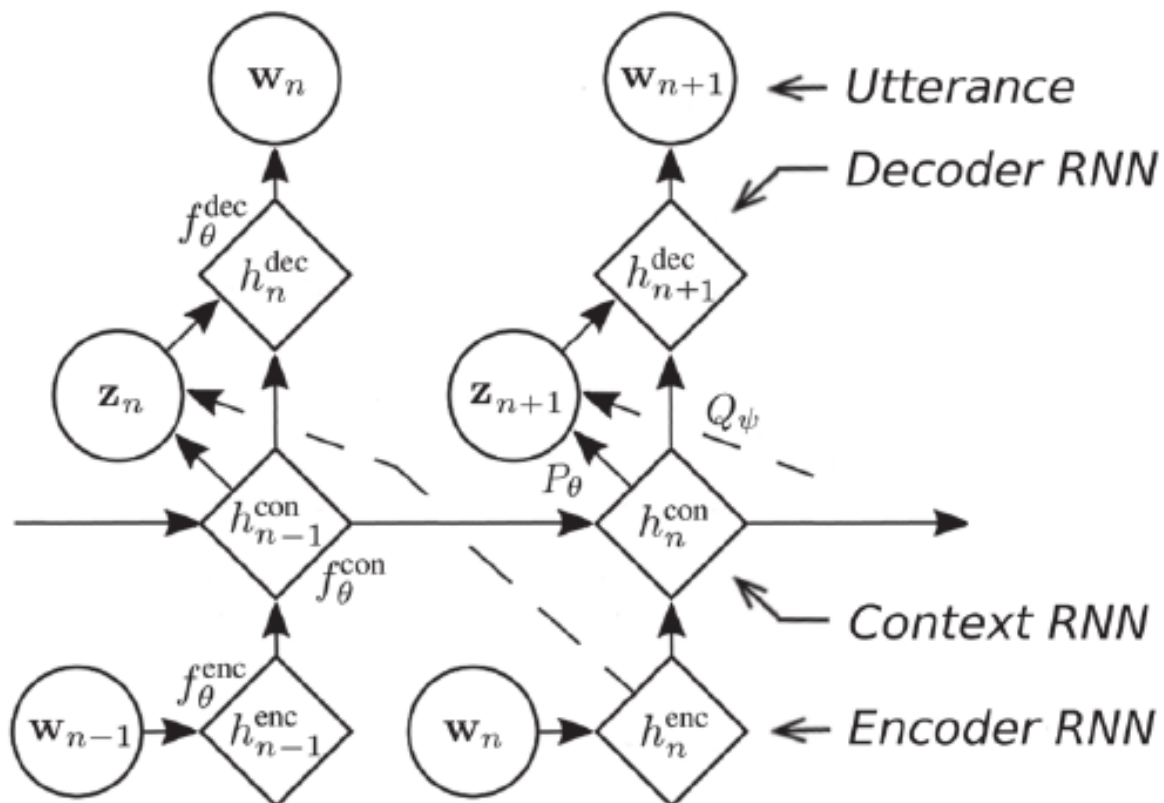 w_n w_{n+1} Utterance
Decoder RNN
f_θ^dec
h_n^dec h_{n+1}^dec
z_n z_{n+1} Q_ψ
P_θ
h_{n-1}^con h_n^con
f_θ^con
Context RNN
f_θ^enc
w_{n-1} h_{n-1}^enc w_n h_n^enc Encoder RNN